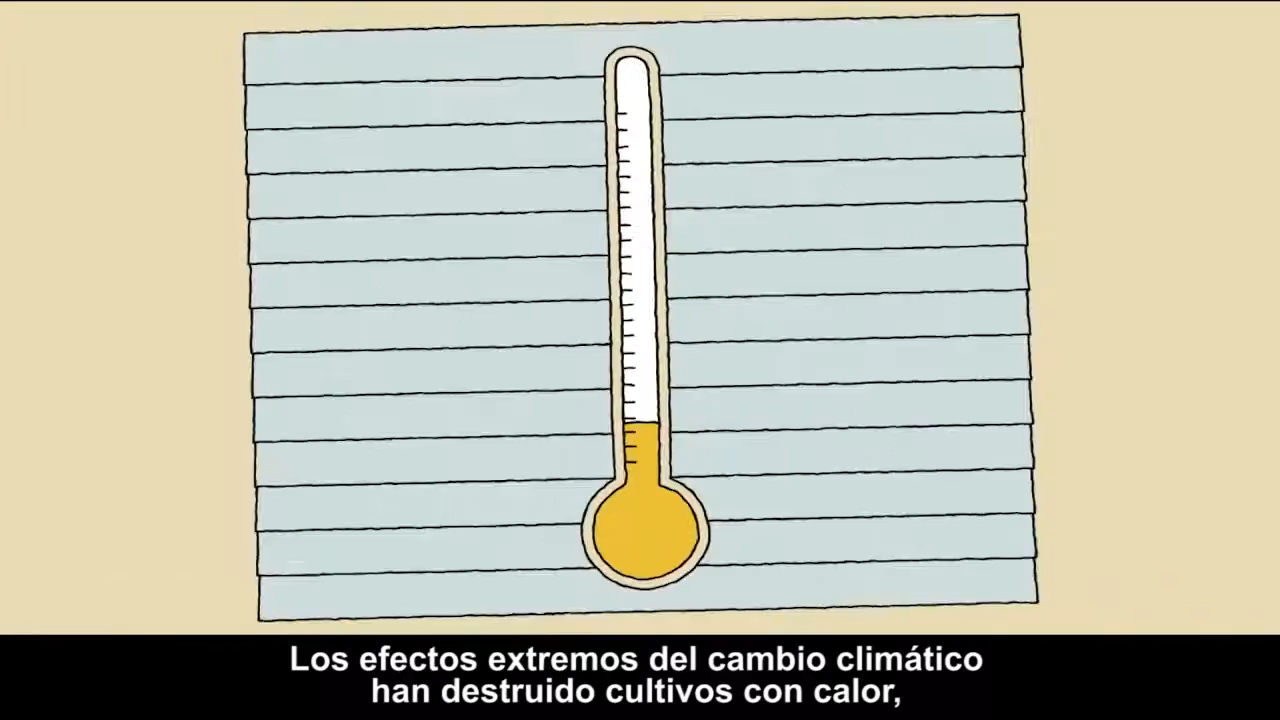 Los efectos extremos del cambio climático
han destruido cultivos con calor,